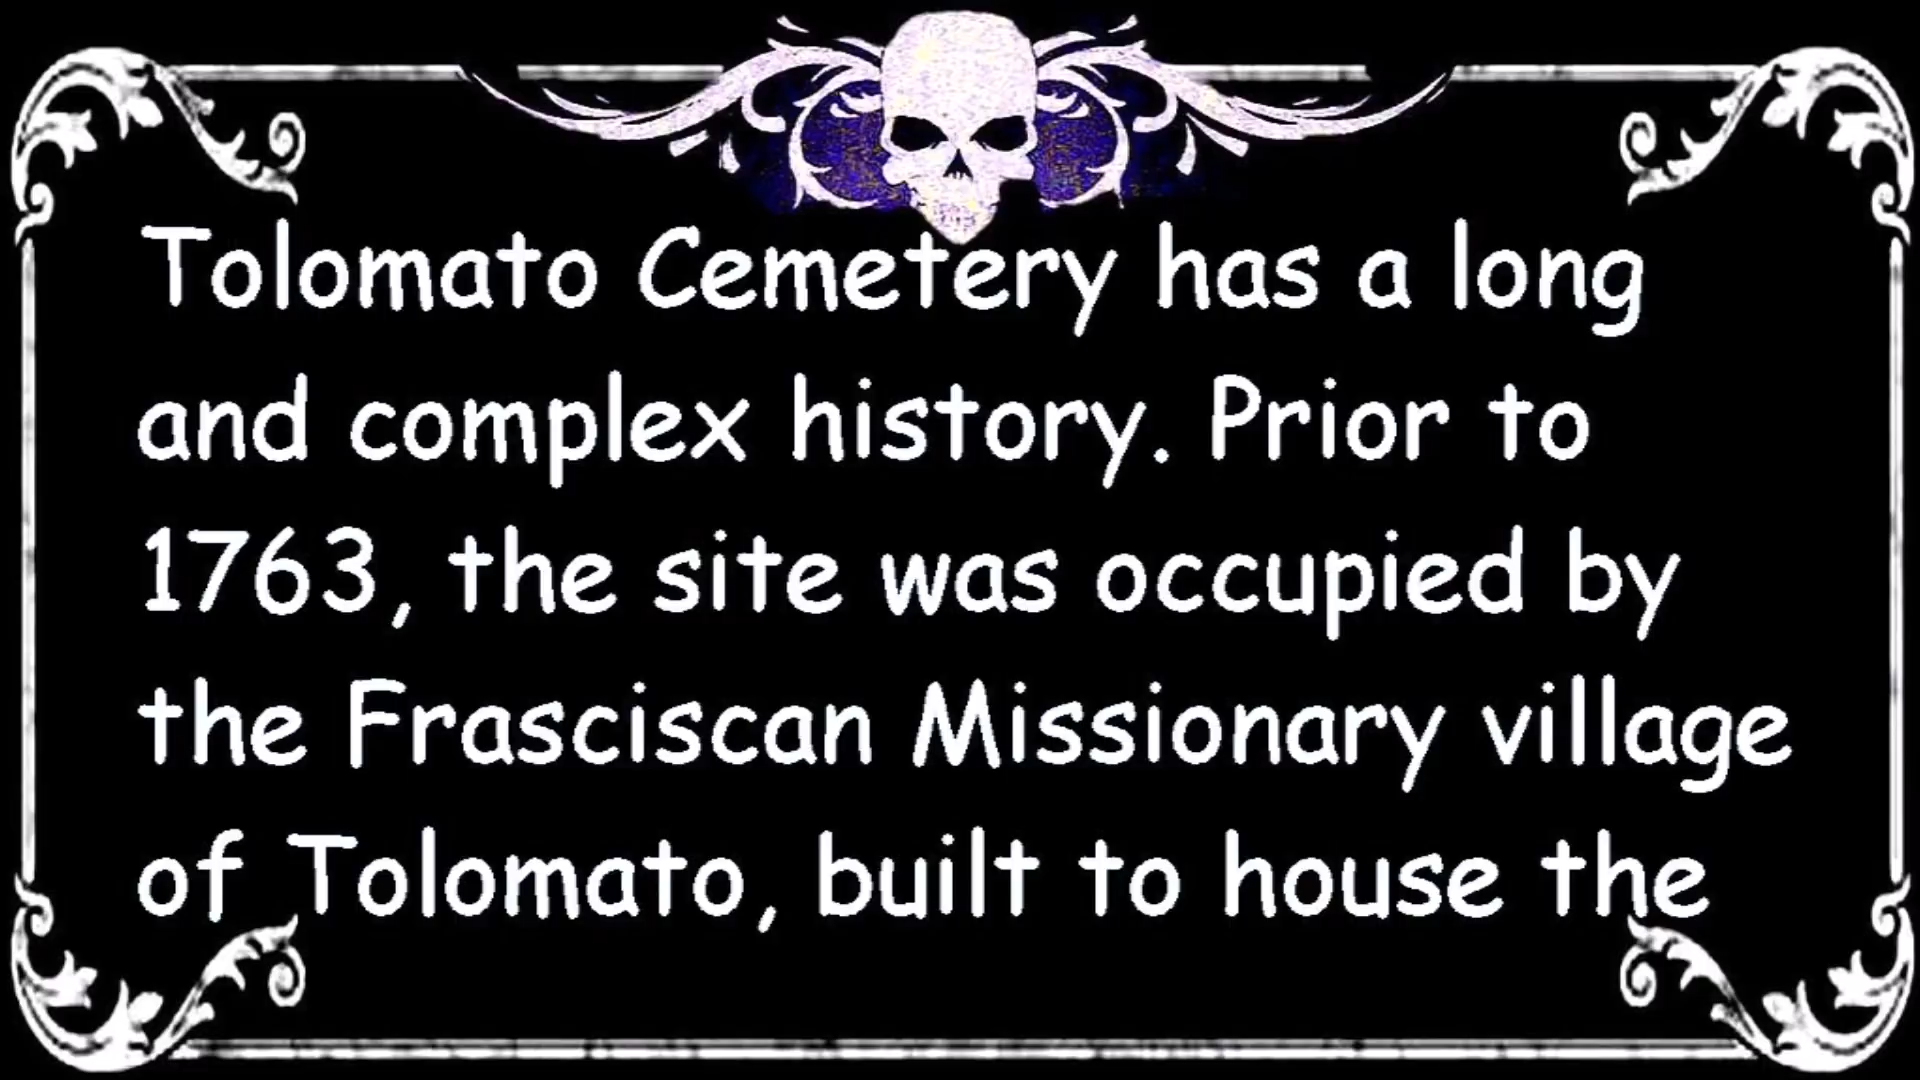 Tolomato Cemetery has a long
and complex history. Prior to
1763, the site was occupied by
the Frasciscan Missionary village
of Tolomato, built to house the